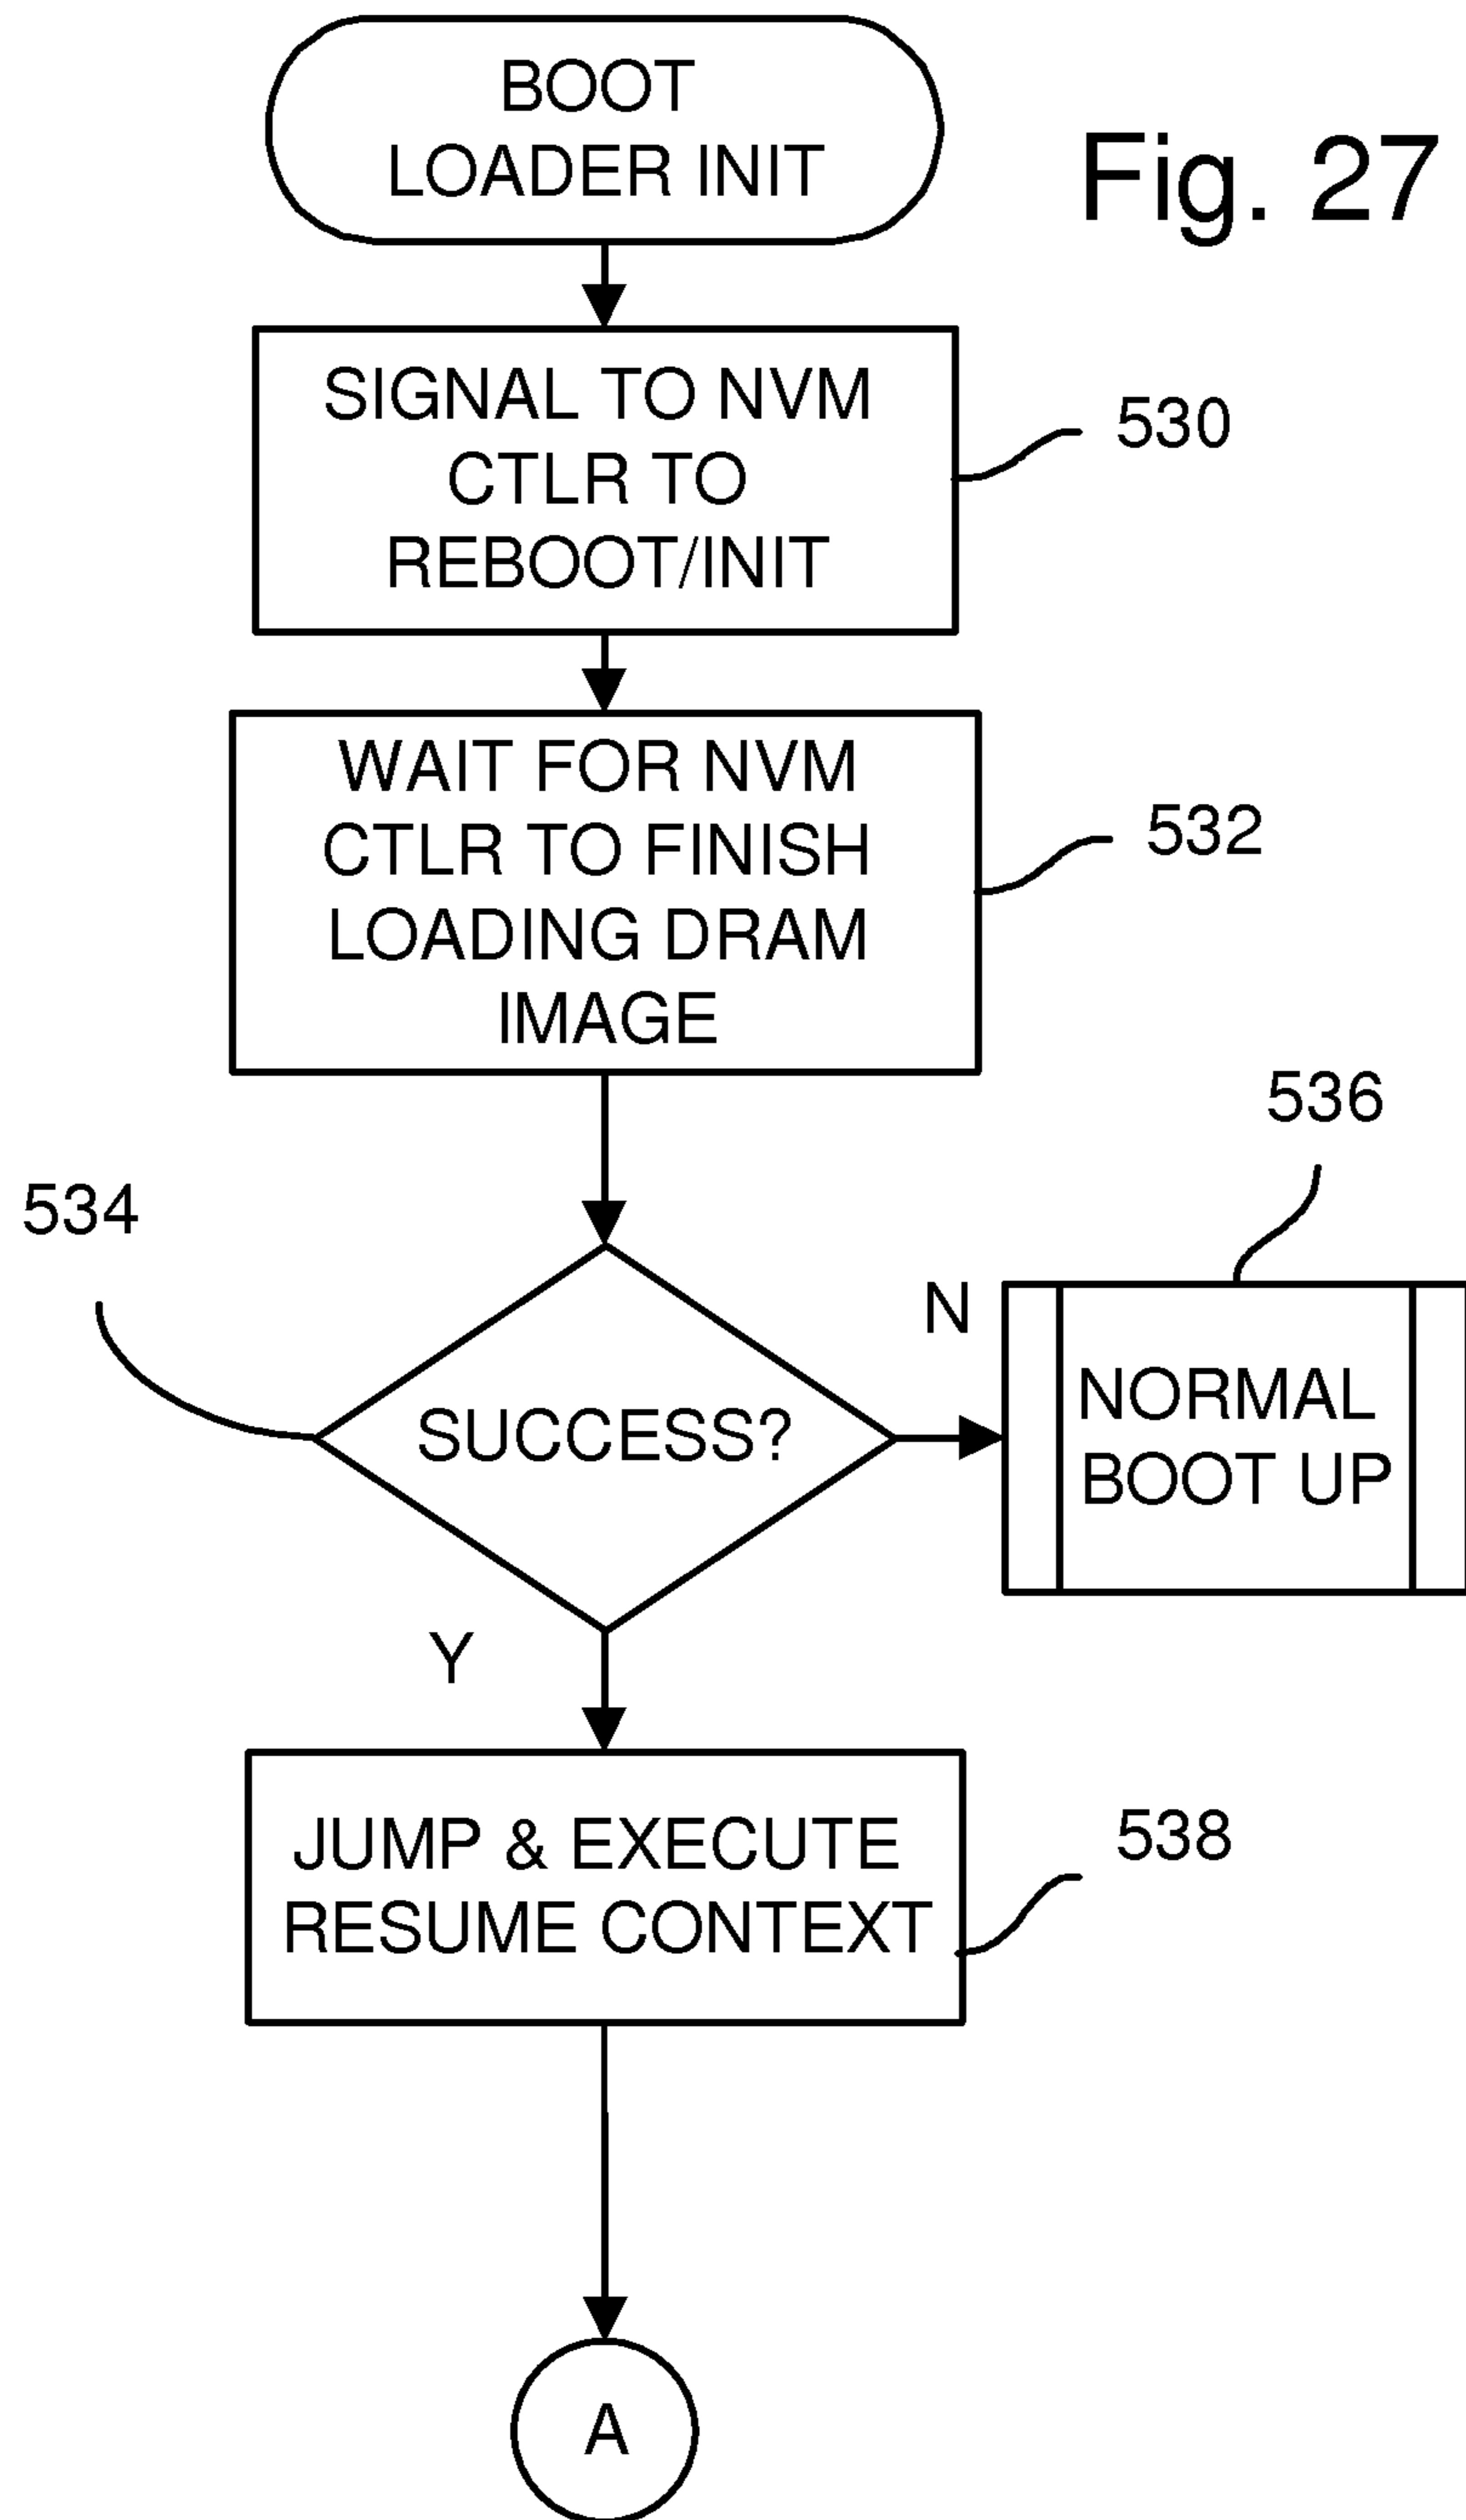 BOOT
LOADER INIT
Fig. 27
SIGNAL TO NVM
CTLR TO
REBOOT/INIT
530
WAIT FOR NVM
CTLR TO FINISH
LOADING DRAM
IMAGE
532
536
534
N
SUCCESS?
NORMAL
BOOT UP
Y
JUMP & EXECUTE
RESUME CONTEXT
538
A